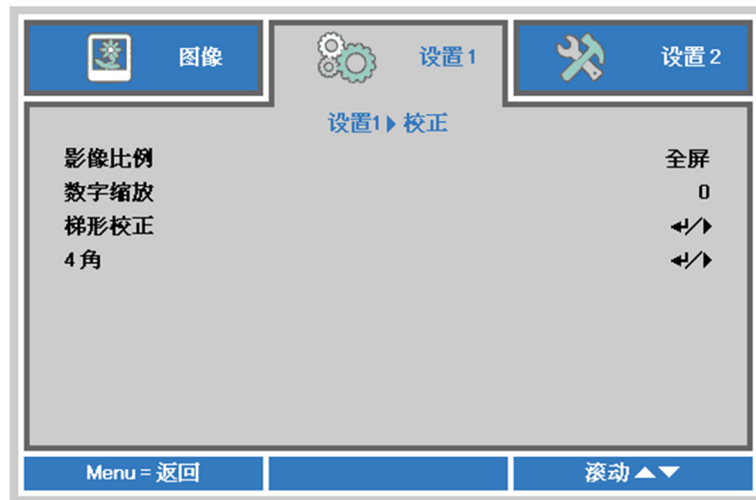 图像 设置1 设置2
设置1▶校正
影像比例 全屏
数字缩放 0
梯形校正 ↵/▶
4角 ↵/▶
Menu = 返回 滚动▲▼